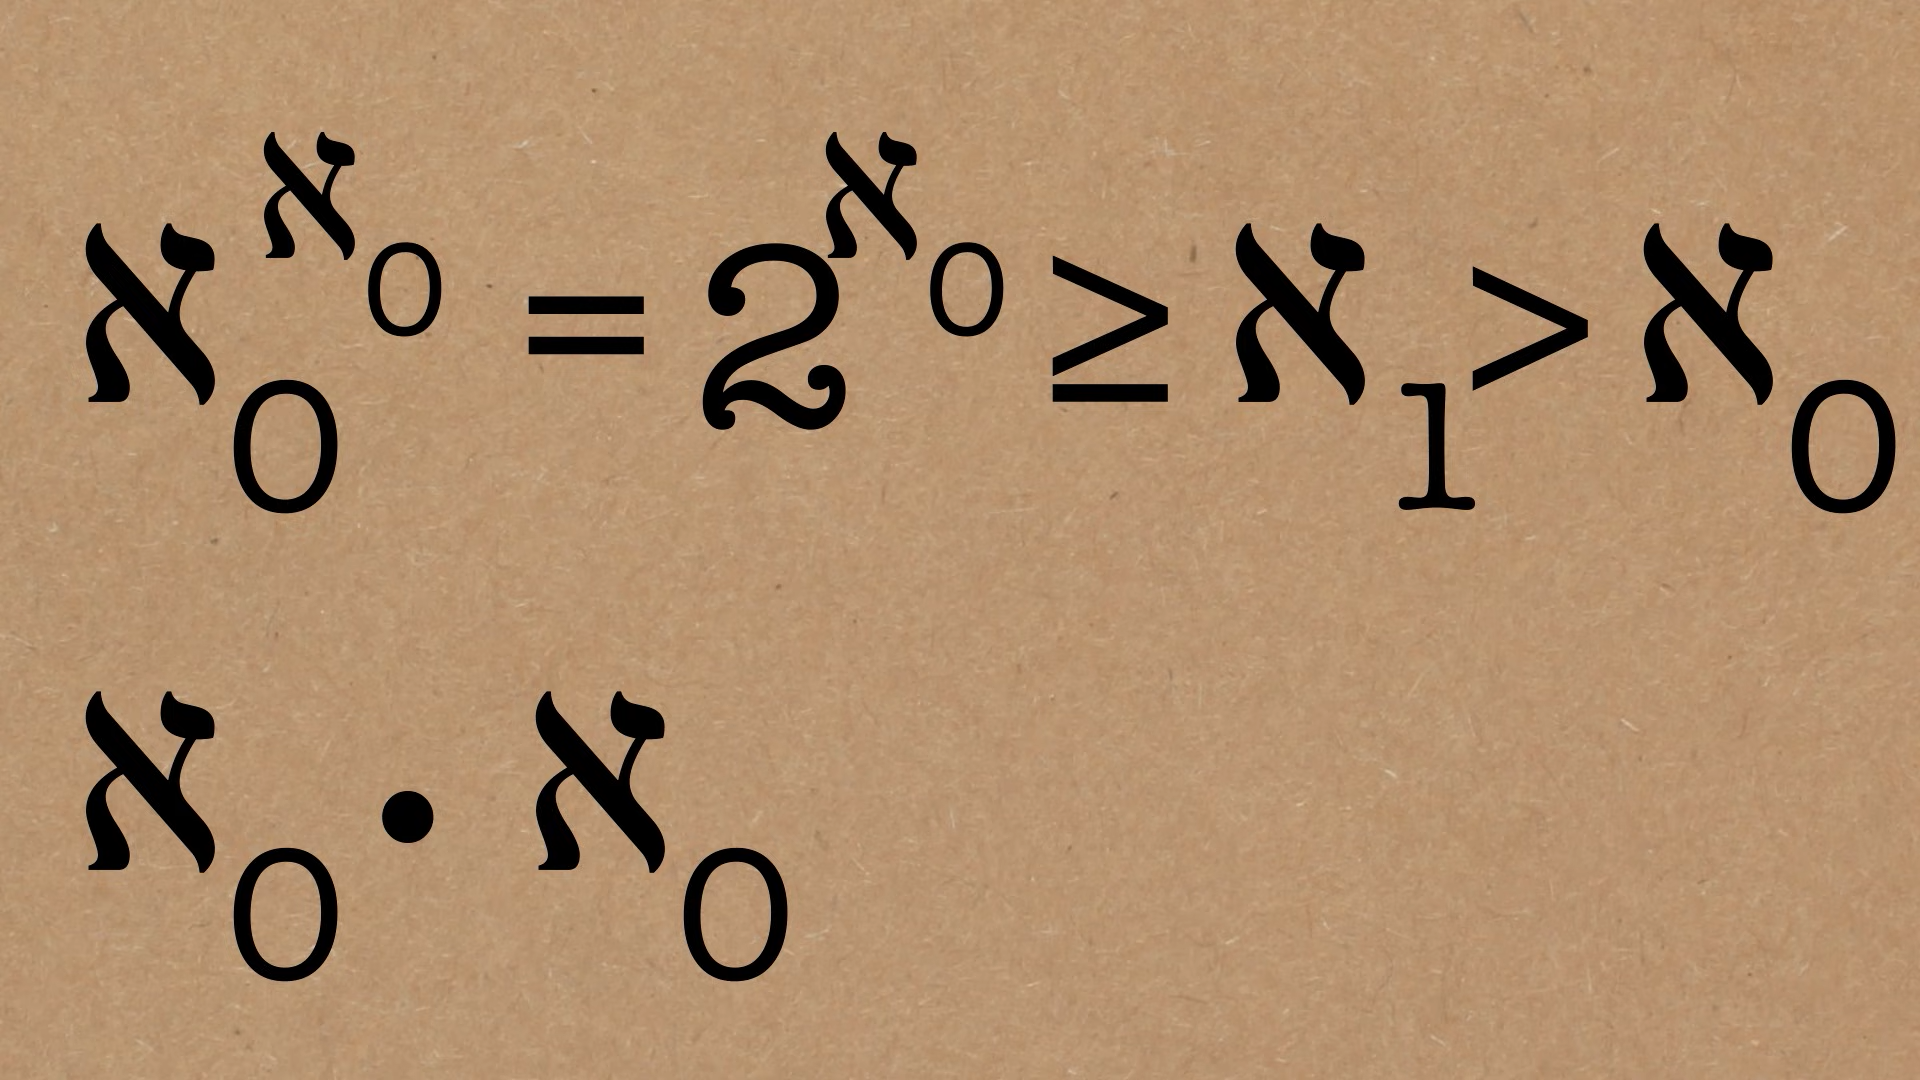 ℵ₀^ℵ₀ = 2^ℵ₀ ≥ ℵ₁ > ℵ₀
ℵ₀ • ℵ₀